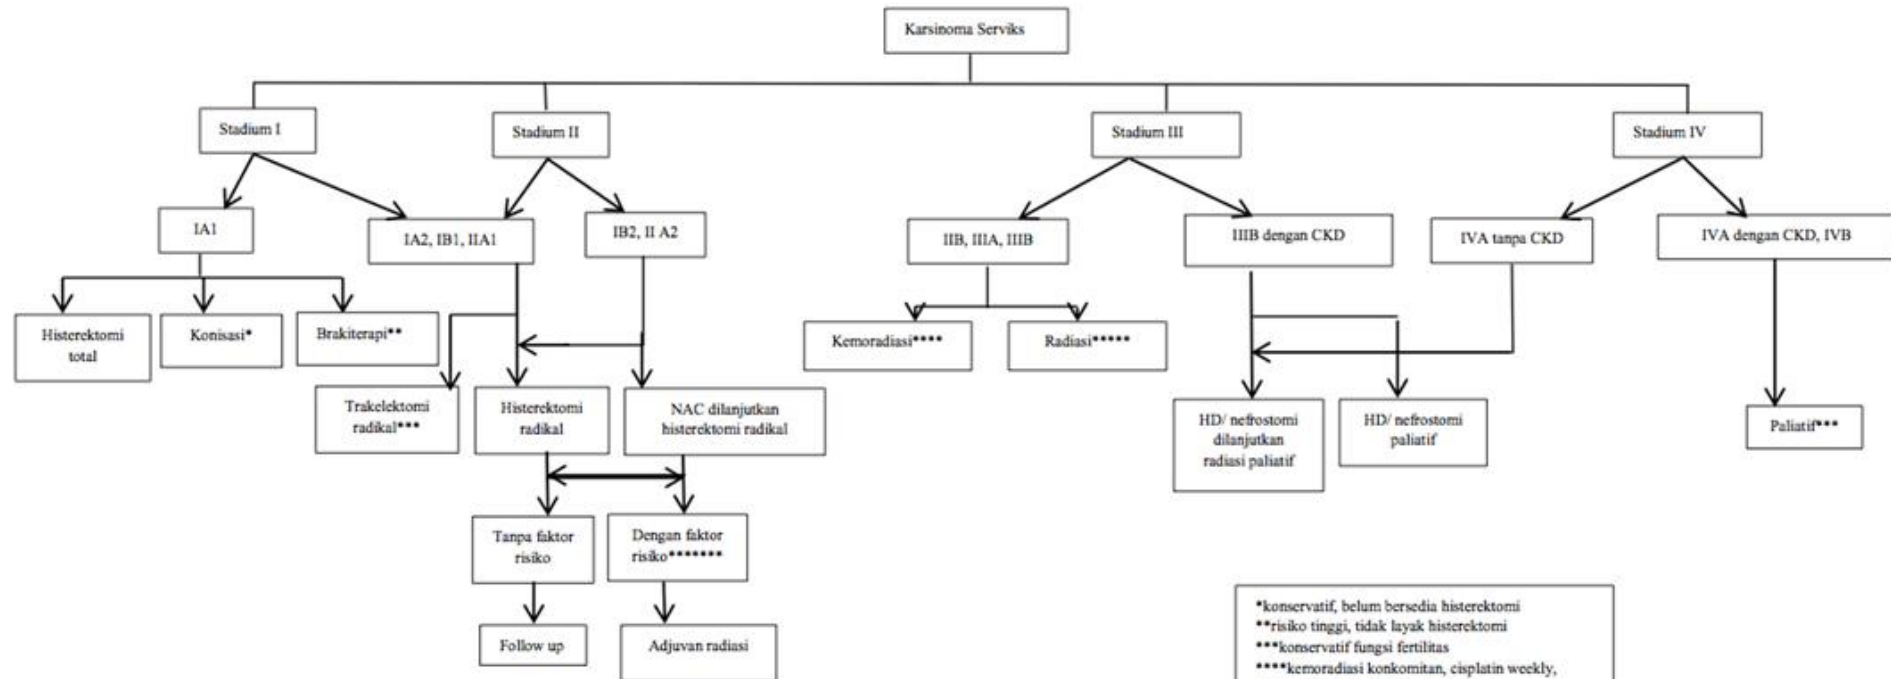 Karsinoma Serviks
Stadium I
Stadium II
Stadium III
Stadium IV
IA1
IA2, IB1, IIA1
IB2, II A2
IIB, IIIA, IIIB
IIIB dengan CKD
IVA tanpa CKD
IVA dengan CKD, IVB
Histerektomi
total
Konisasi*
Brakiterapi**
Kemoradiasi****
Radiasi*****
Trakelektomi
radikal***
Histerektomi
radikal
NAC dilanjutkan
histerektomi radikal
HD/ nefrostomi
dilanjutkan
radiasi paliatif
HD/ nefrostomi
paliatif
Paliatif***
Tanpa faktor
risiko
Dengan faktor
risiko*******
Follow up
Adjuvan radiasi
*konservatif, belum bersedia histerektomi
**risiko tinggi, tidak layak histerektomi
***konservatif fungsi fertilitas
****kemoradiasi konkomitan, cisplatin weekly,